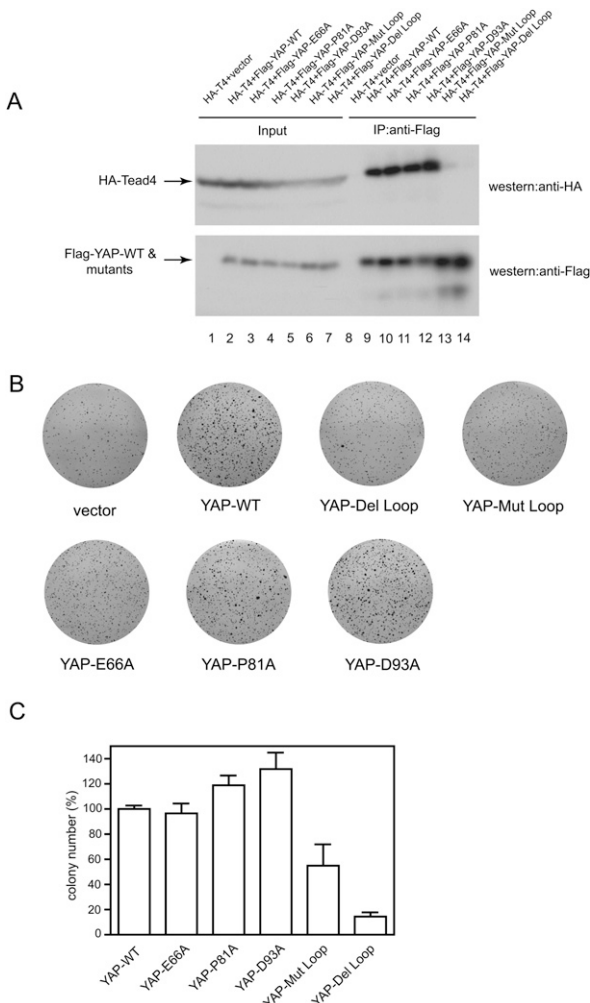 HA-T4+vector
HA-T4+Flag-YAP-WT
HA-T4+Flag-YAP-E66A
HA-T4+Flag-YAP-P81A
HA-T4+Flag-YAP-D93A
HA-T4+Flag-YAP-Mut Loop
HA-T4+Flag-YAP-Del Loop
HA-T4+vector
HA-T4+Flag-YAP-WT
HA-T4+Flag-YAP-E66A
HA-T4+Flag-YAP-P81A
HA-T4+Flag-YAP-D93A
HA-T4+Flag-YAP-Mut Loop
HA-T4+Flag-YAP-Del Loop
A
Input
IP:anti-Flag
HA-Tead4
western:anti-HA
Flag-YAP-WT &
mutants
western:anti-Flag
1 2 3 4 5 6 7 8 9 10 11 12 13 14
B
vector
YAP-WT
YAP-Del Loop
YAP-Mut Loop
YAP-E66A
YAP-P81A
YAP-D93A
C
colony number (%)
140
120
100
80
60
40
20
0
YAP-WT
YAP-E66A
YAP-P81A
YAP-D93A
YAP-Mut Loop
YAP-Del Loop